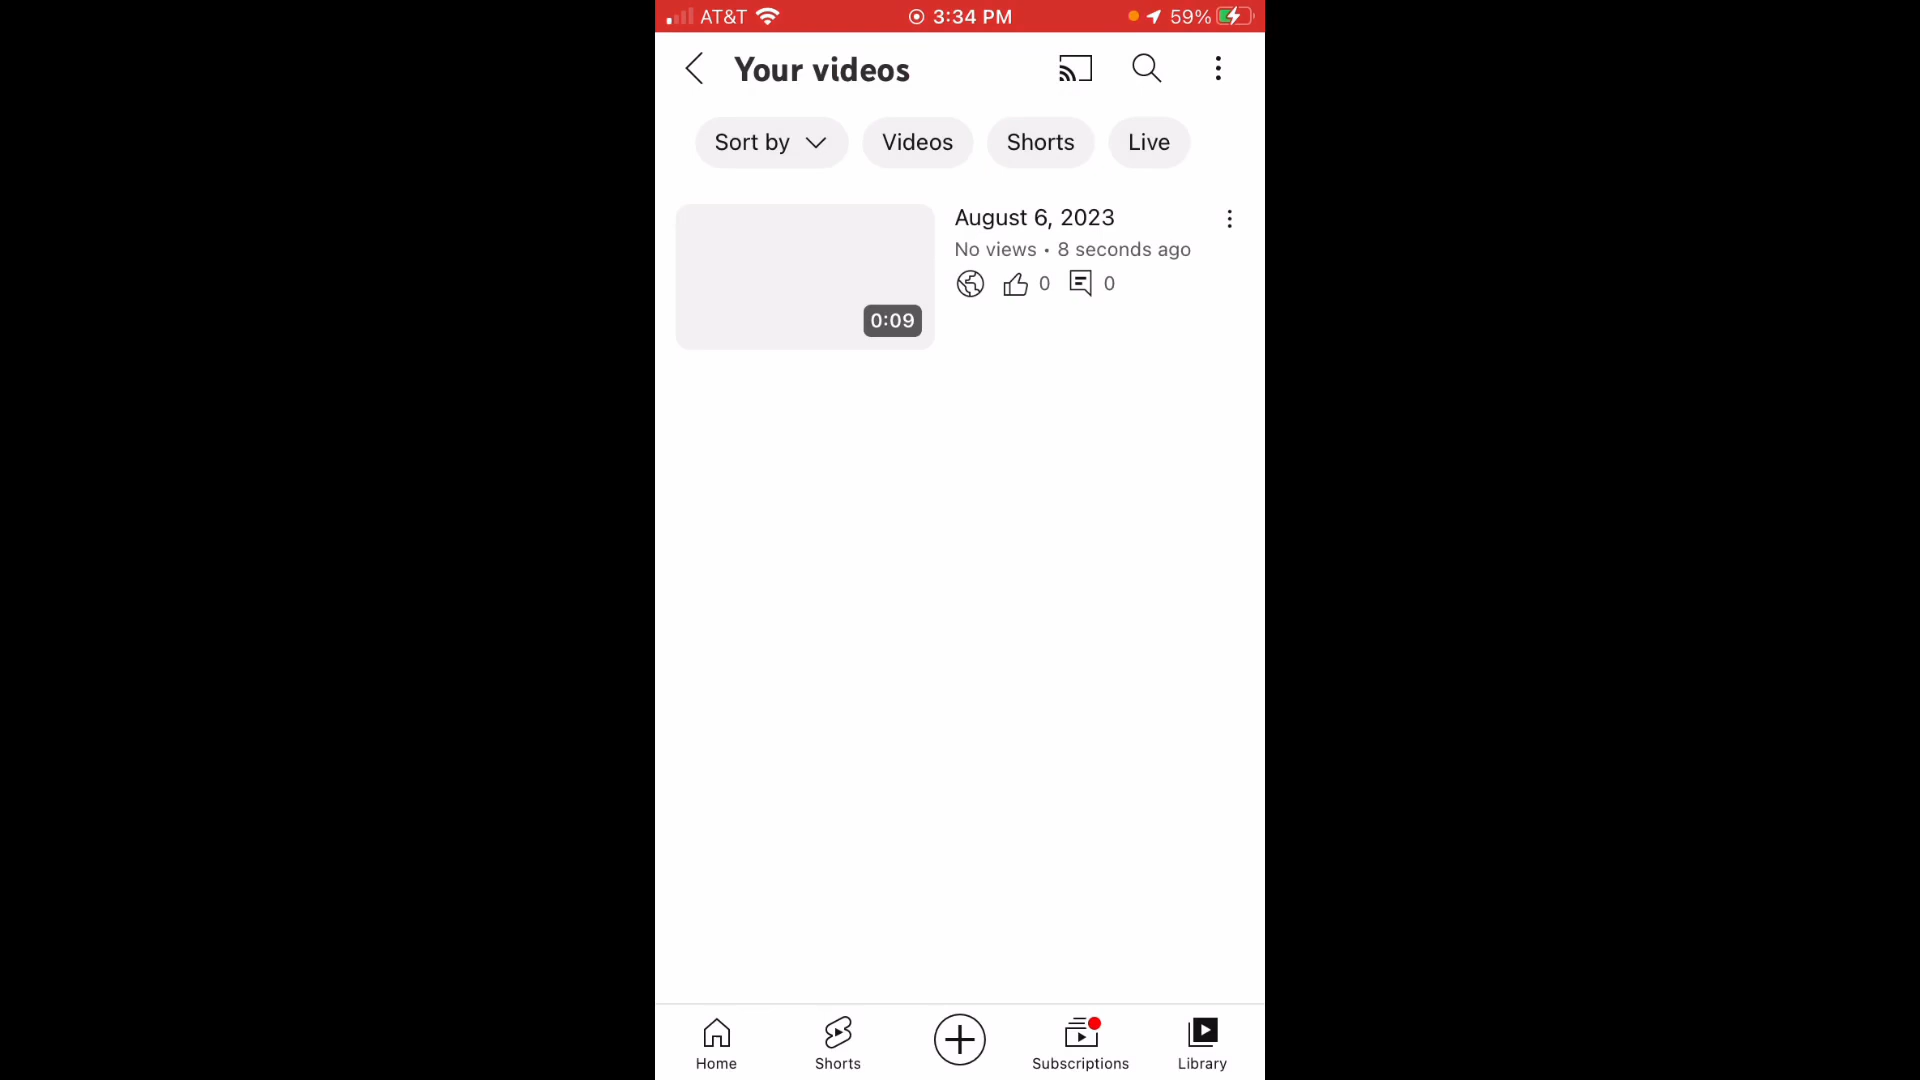 AT&T 3:34 PM 59%
Your videos
Sort by Videos Shorts Live
August 6, 2023
No views • 8 seconds ago
0 0
0:09
Home Shorts Subscriptions Library